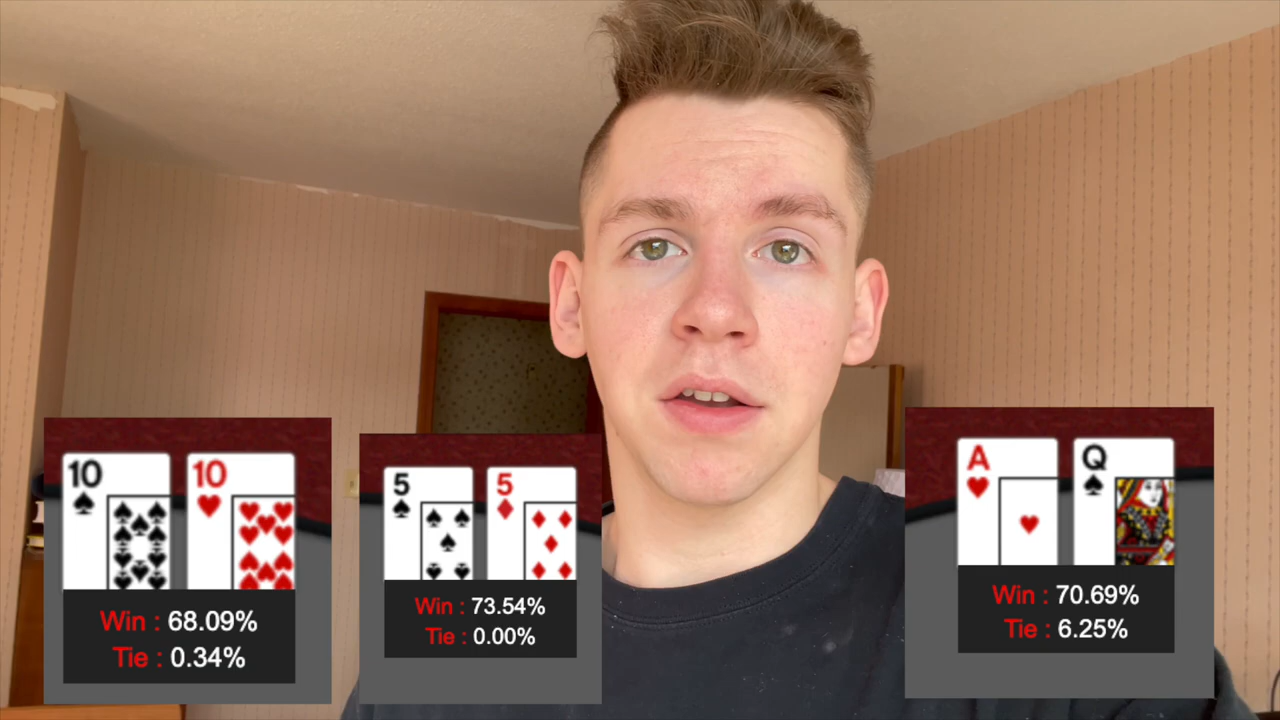 10 10
Win : 68.09%
Tie : 0.34%
5 5
Win : 73.54%
Tie : 0.00%
A Q
Win : 70.69%
Tie : 6.25%